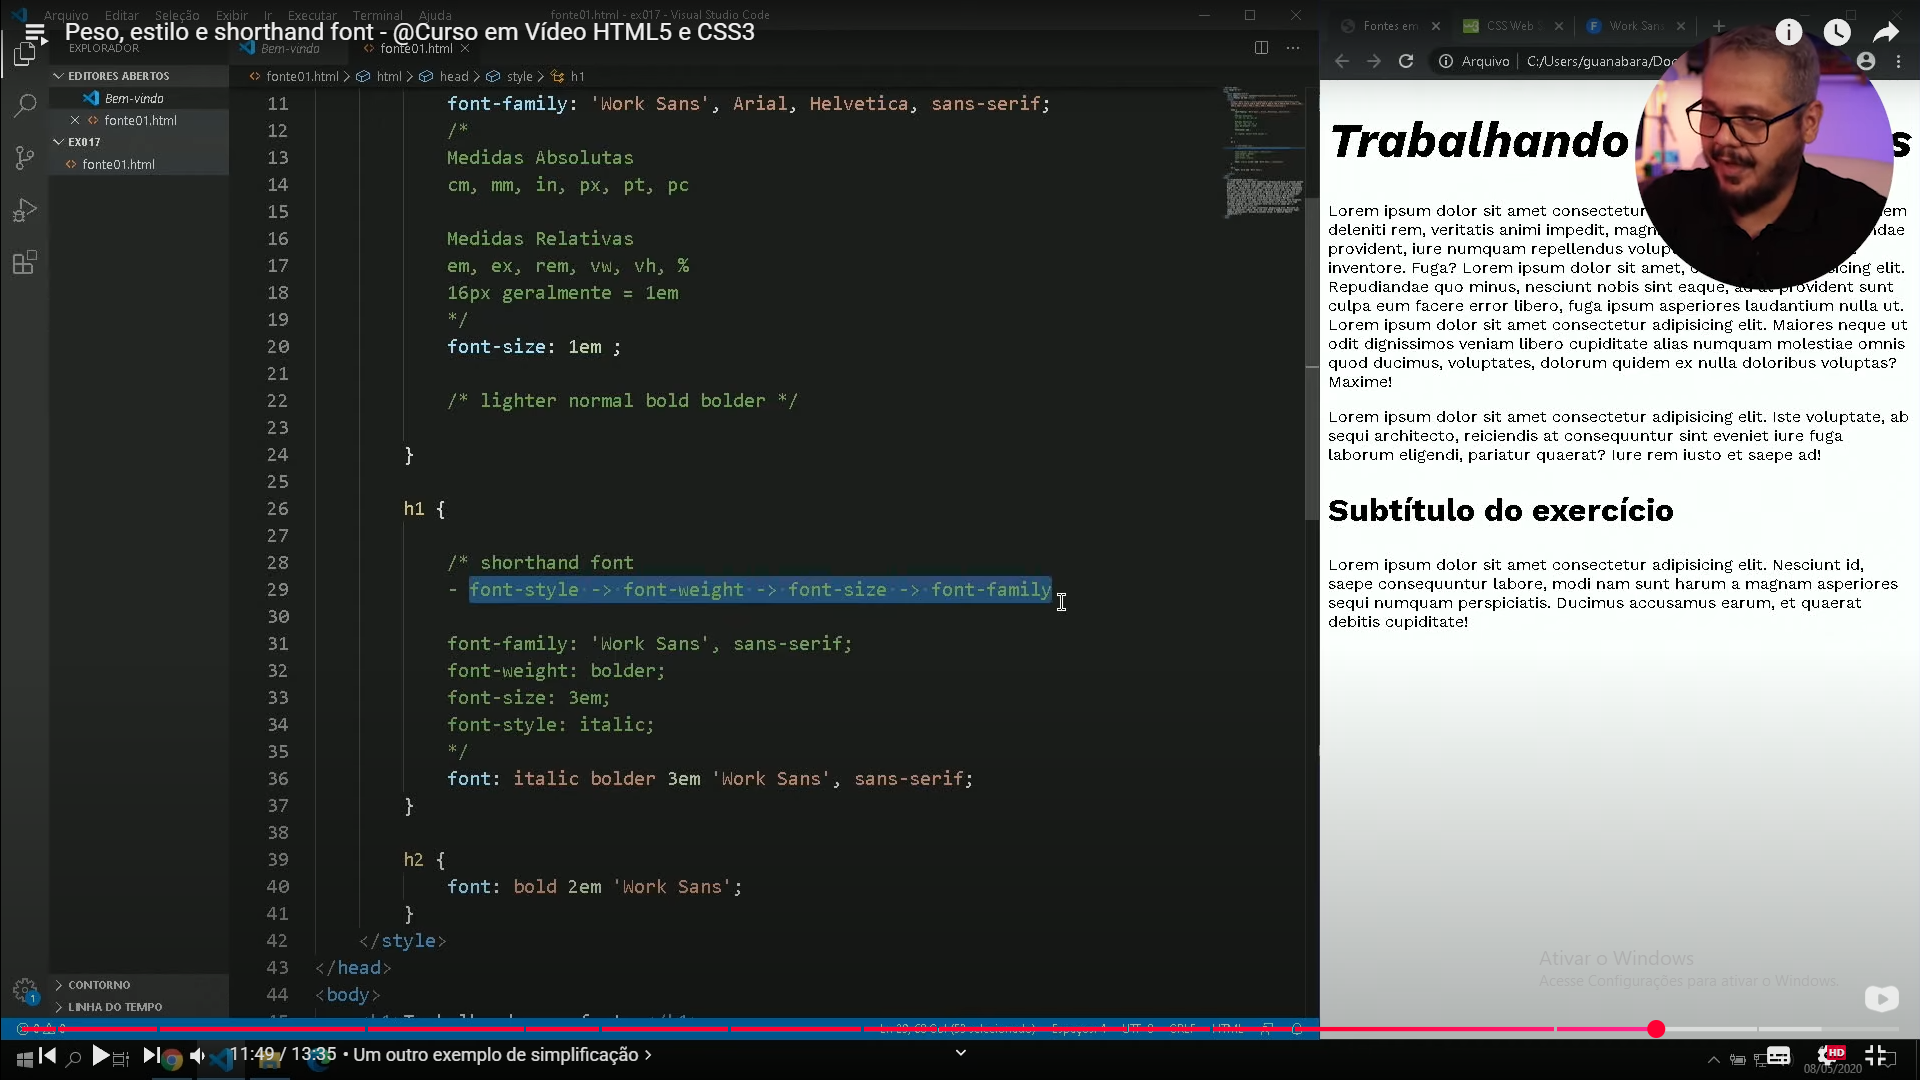 Arquivo Editar Seleção Exibir Ir Executar Terminal Ajuda
fonte01.html - ex017 - Visual Studio Code
Peso, estilo e shorthand font - @Curso em Vídeo HTML5 e CSS3
EXPLORADOR
Bem-vindo
fonte01.html
Fontes em
CSS Web
Work Sans
EDITORES ABERTOS
Bem-vindo
fonte01.html
EX017
fonte01.html
fonte01.html > html > head > style > h1
Arquivo
C:/Users/guanabara/Doc
11 font-family: 'Work Sans', Arial, Helvetica, sans-serif;
12 /*
13 Medidas Absolutas
14 cm, mm, in, px, pt, pc
15
16 Medidas Relativas
17 em, ex, rem, vw, vh, %
18 16px geralmente = 1em
19 */
20 font-size: 1em ;
21
22 /* lighter normal bold bolder */
23
24 }
25
26 h1 {
27
28 /* shorthand font
29 - font-style -> font-weight -> font-size -> font-family
30
31 font-family: 'Work Sans', sans-serif;
32 font-weight: bolder;
33 font-size: 3em;
34 font-style: italic;
35 */
36 font: italic bolder 3em 'Work Sans', sans-serif;
37 }
38
39 h2 {
40 font: bold 2em 'Work Sans';
41 }
42 </style>
43 </head>
44 <body>
CONTORNO
LINHA DO TEMPO
Trabalhando
Lorem ipsum dolor sit amet consectetur
deleniti rem, veritatis animi impedit,
provident, iure numquam repellendus
inventore. Fuga? Lorem ipsum dolor sit amet, elit.
Repudiandae quo minus, nesciunt nobis sint eaque, ad at provident sunt
culpa eum facere error libero, fuga ipsum asperiores laudantium nulla ut.
Lorem ipsum dolor sit amet consectetur adipisicing elit. Maiores neque ut
odit dignissimos veniam libero cupiditate alias numquam molestiae omnis
quod ducimus, voluptates, dolorum quidem ex nulla doloribus voluptas?
Maxime!
Lorem ipsum dolor sit amet consectetur adipisicing elit. Iste voluptate, ab
sequi architecto, reiciendis at consequuntur sint eveniet iure fuga
laborum eligendi, pariatur quaerat? Iure rem iusto et saepe ad!
Subtítulo do exercício
Lorem ipsum dolor sit amet consectetur adipisicing elit. Nesciunt id,
saepe consequuntur labore, modi nam sunt harum a magnam asperiores
sequi numquam perspiciatis. Ducimus accusamus earum, et quaerat
debitis cupiditate!
Ativar o Windows
Acesse Configurações para ativar o Windows.
11:49 / 13:35 • Um outro exemplo de simplificação
HD
08/05/2020